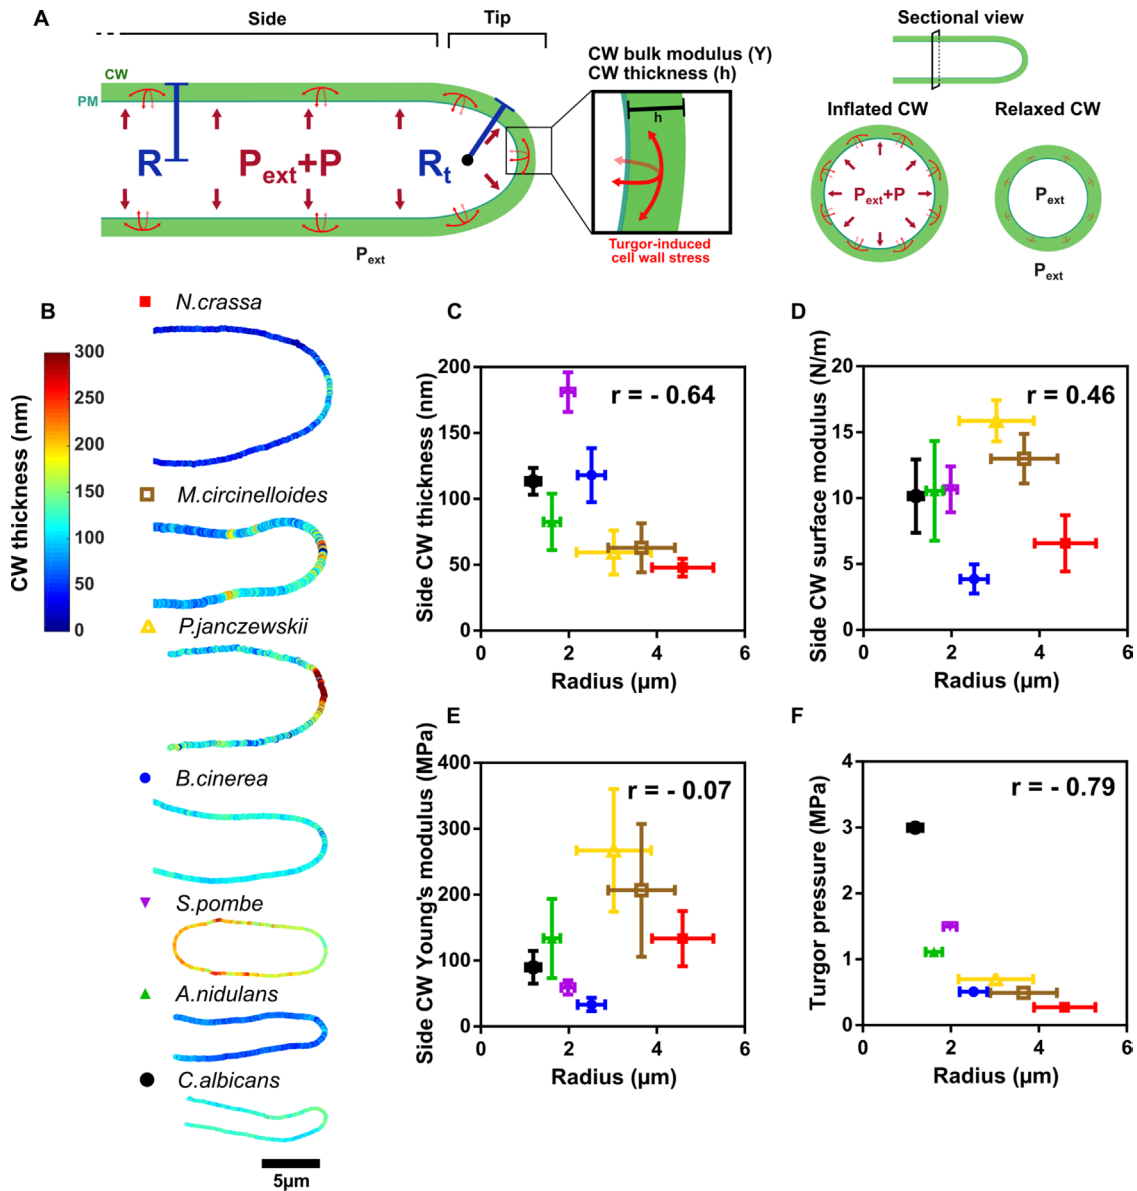 A
Side
Tip
CW
PM
R
Pext+P
Rt
Pext
CW bulk modulus (Y)
CW thickness (h)
h
Turgor-induced
cell wall stress
Sectional view
Inflated CW
Relaxed CW
Pext+P
Pext
Pext
B
CW thickness (nm)
300
250
200
150
100
50
0
N.crassa
M.circinelloides
P.janczewskii
B.cinerea
S.pombe
A.nidulans
C.albicans
5µm
C
Side CW thickness (nm)
200
150
100
50
0
r = - 0.64
0 2 4 6
Radius (µm)
D
Side CW surface modulus (N/m)
20
15
10
5
0
r = 0.46
0 2 4 6
Radius (µm)
E
Side CW Young's modulus (MPa)
400
300
200
100
0
r = - 0.07
0 2 4 6
Radius (µm)
F
Turgor pressure (MPa)
4
3
2
1
0
r = - 0.79
0 2 4 6
Radius (µm)